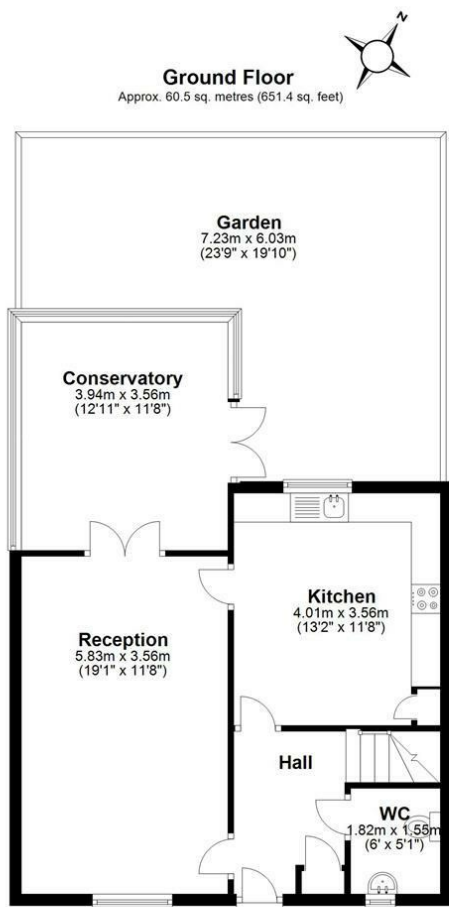 N
Ground Floor
Approx. 60.5 sq. metres (651.4 sq. feet)
Garden
7.23m x 6.03m
(23'9" x 19'10")
Conservatory
3.94m x 3.56m
(12'11" x 11'8")
Kitchen
4.01m x 3.56m
(13'2" x 11'8")
Reception
5.83m x 3.56m
(19'1" x 11'8")
Hall
WC
1.82m x 1.55m
(6' x 5'1")